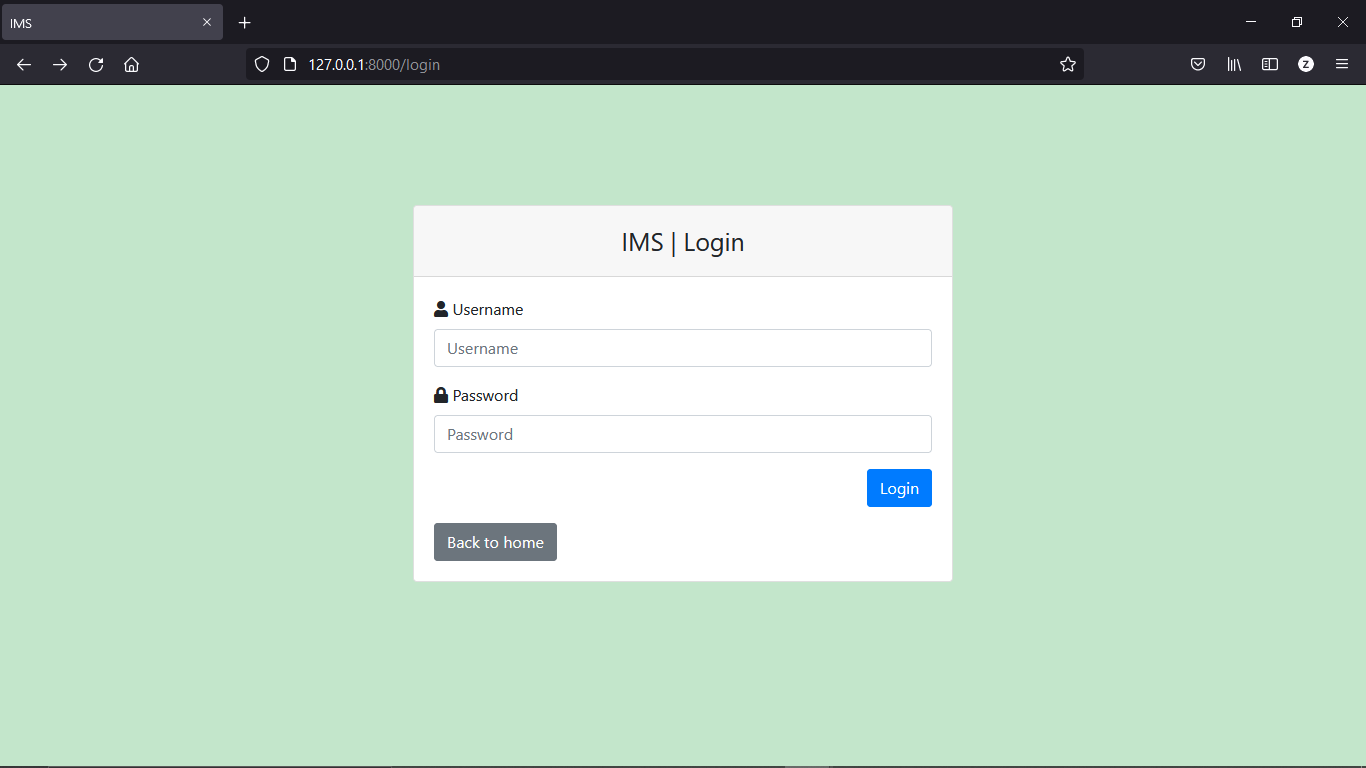 IMS
127.0.0.1:8000/login
Z
IMS | Login
Username
Username
Password
Password
Login
Back to home